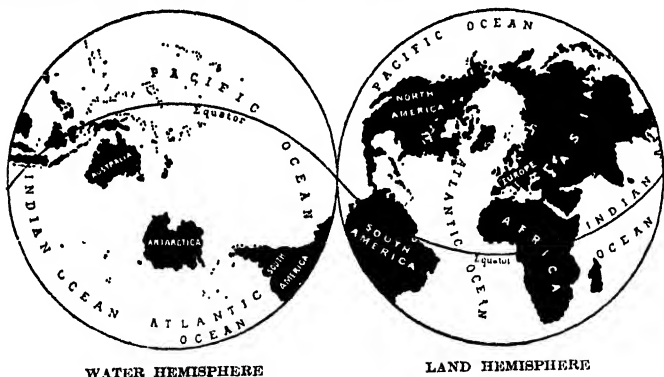 PACIFIC
OCEAN
Equator
AUSTRALIA
INDIAN OCEAN
ANTARCTICA
SOUTH
AMERICA
ATLANTIC
OCEAN
WATER HEMISPHERE
PACIFIC OCEAN
NORTH
AMERICA
EUROPE
ASIA
ATLANTIC OCEAN
AFRICA
SOUTH
AMERICA
INDIAN
OCEAN
Equator
LAND HEMISPHERE